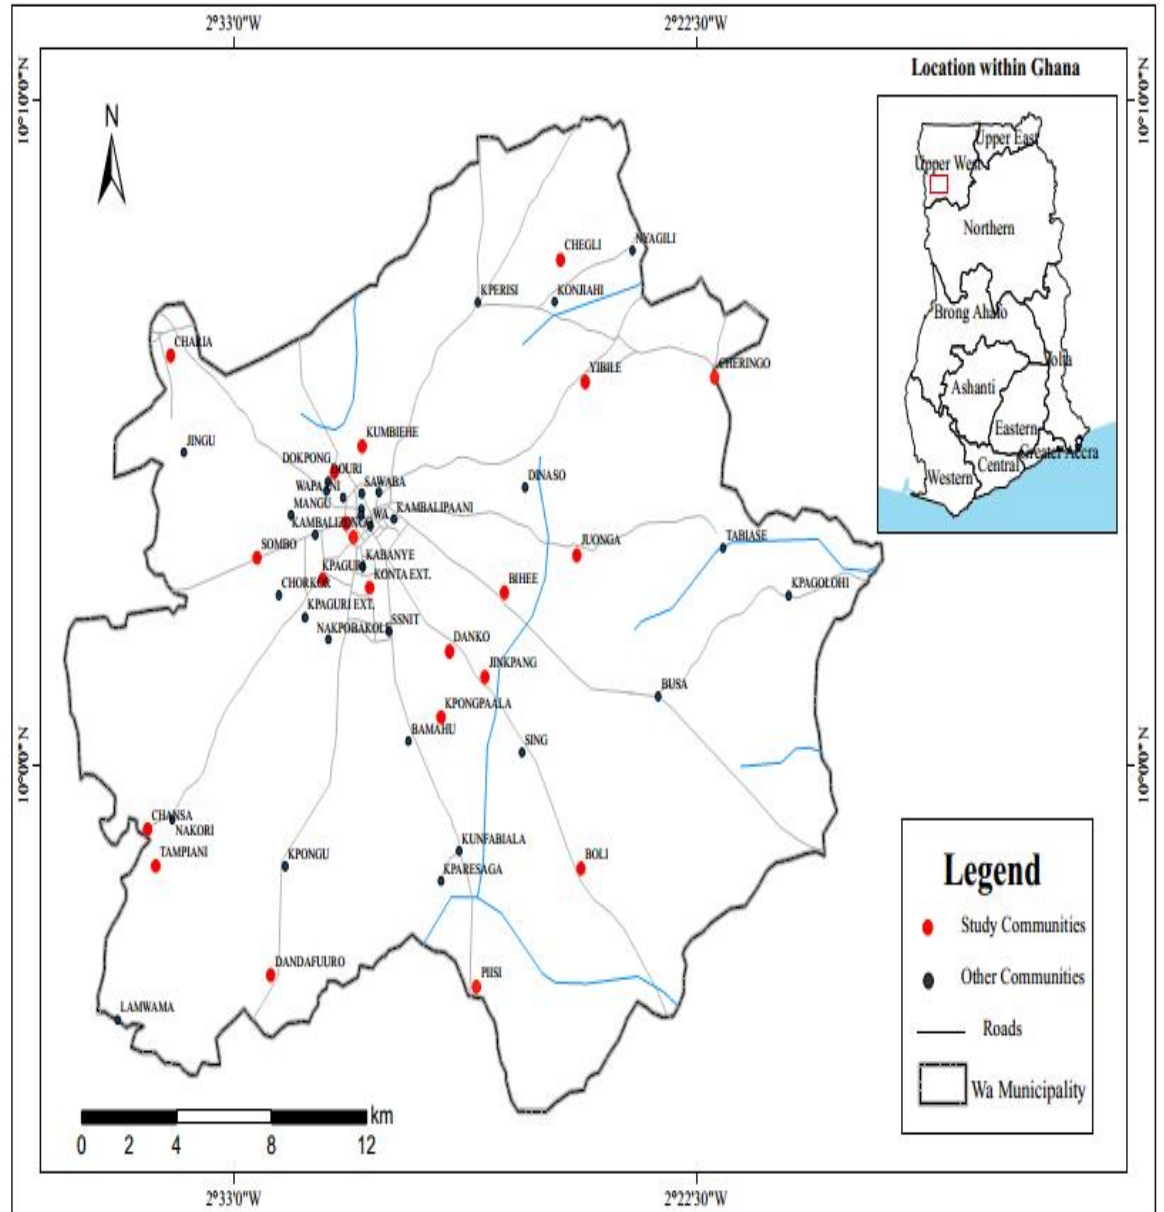 2°33'0"W 2°22'30"W
10°10'0"N
10°10'0"N
Location within Ghana
N
Upper East
Upper West
Northern
Brong Ahafo
Volta
Ashanti
Eastern
Greater Accra
Central
Western
NYAGILI
CHEGLI
KPERISI
KONJIAHI
CHARIA
YIBILE
CHERINGO
KUMBIEHE
JINGU
DOKPONG
DINASO
SAWABA
MANGU
KAMBALIPAANI
WA
TABIASE
SOMBO
JUONGA
KABANYE
KPAGURI
KONTA EXT.
BIHEE
KPAGOLOHI
CHORKOR
KPAGURI EXT.
SSNIT
NAKPOBAKOLE
DANKO
JINKPANG
BUSA
KPONGPAALA
BAMAHU
SING
10°0'0"N
10°0'0"N
CHANSA
NAKORI
TAMPIANI
KPONGU
KUNFABIALA
BOLI
KPARESAGA
DANDAFUURO
PIISI
LAMWAMA
Legend
Study Communities
Other Communities
Roads
Wa Municipality
km
0 2 4 8 12
2°33'0"W 2°22'30"W